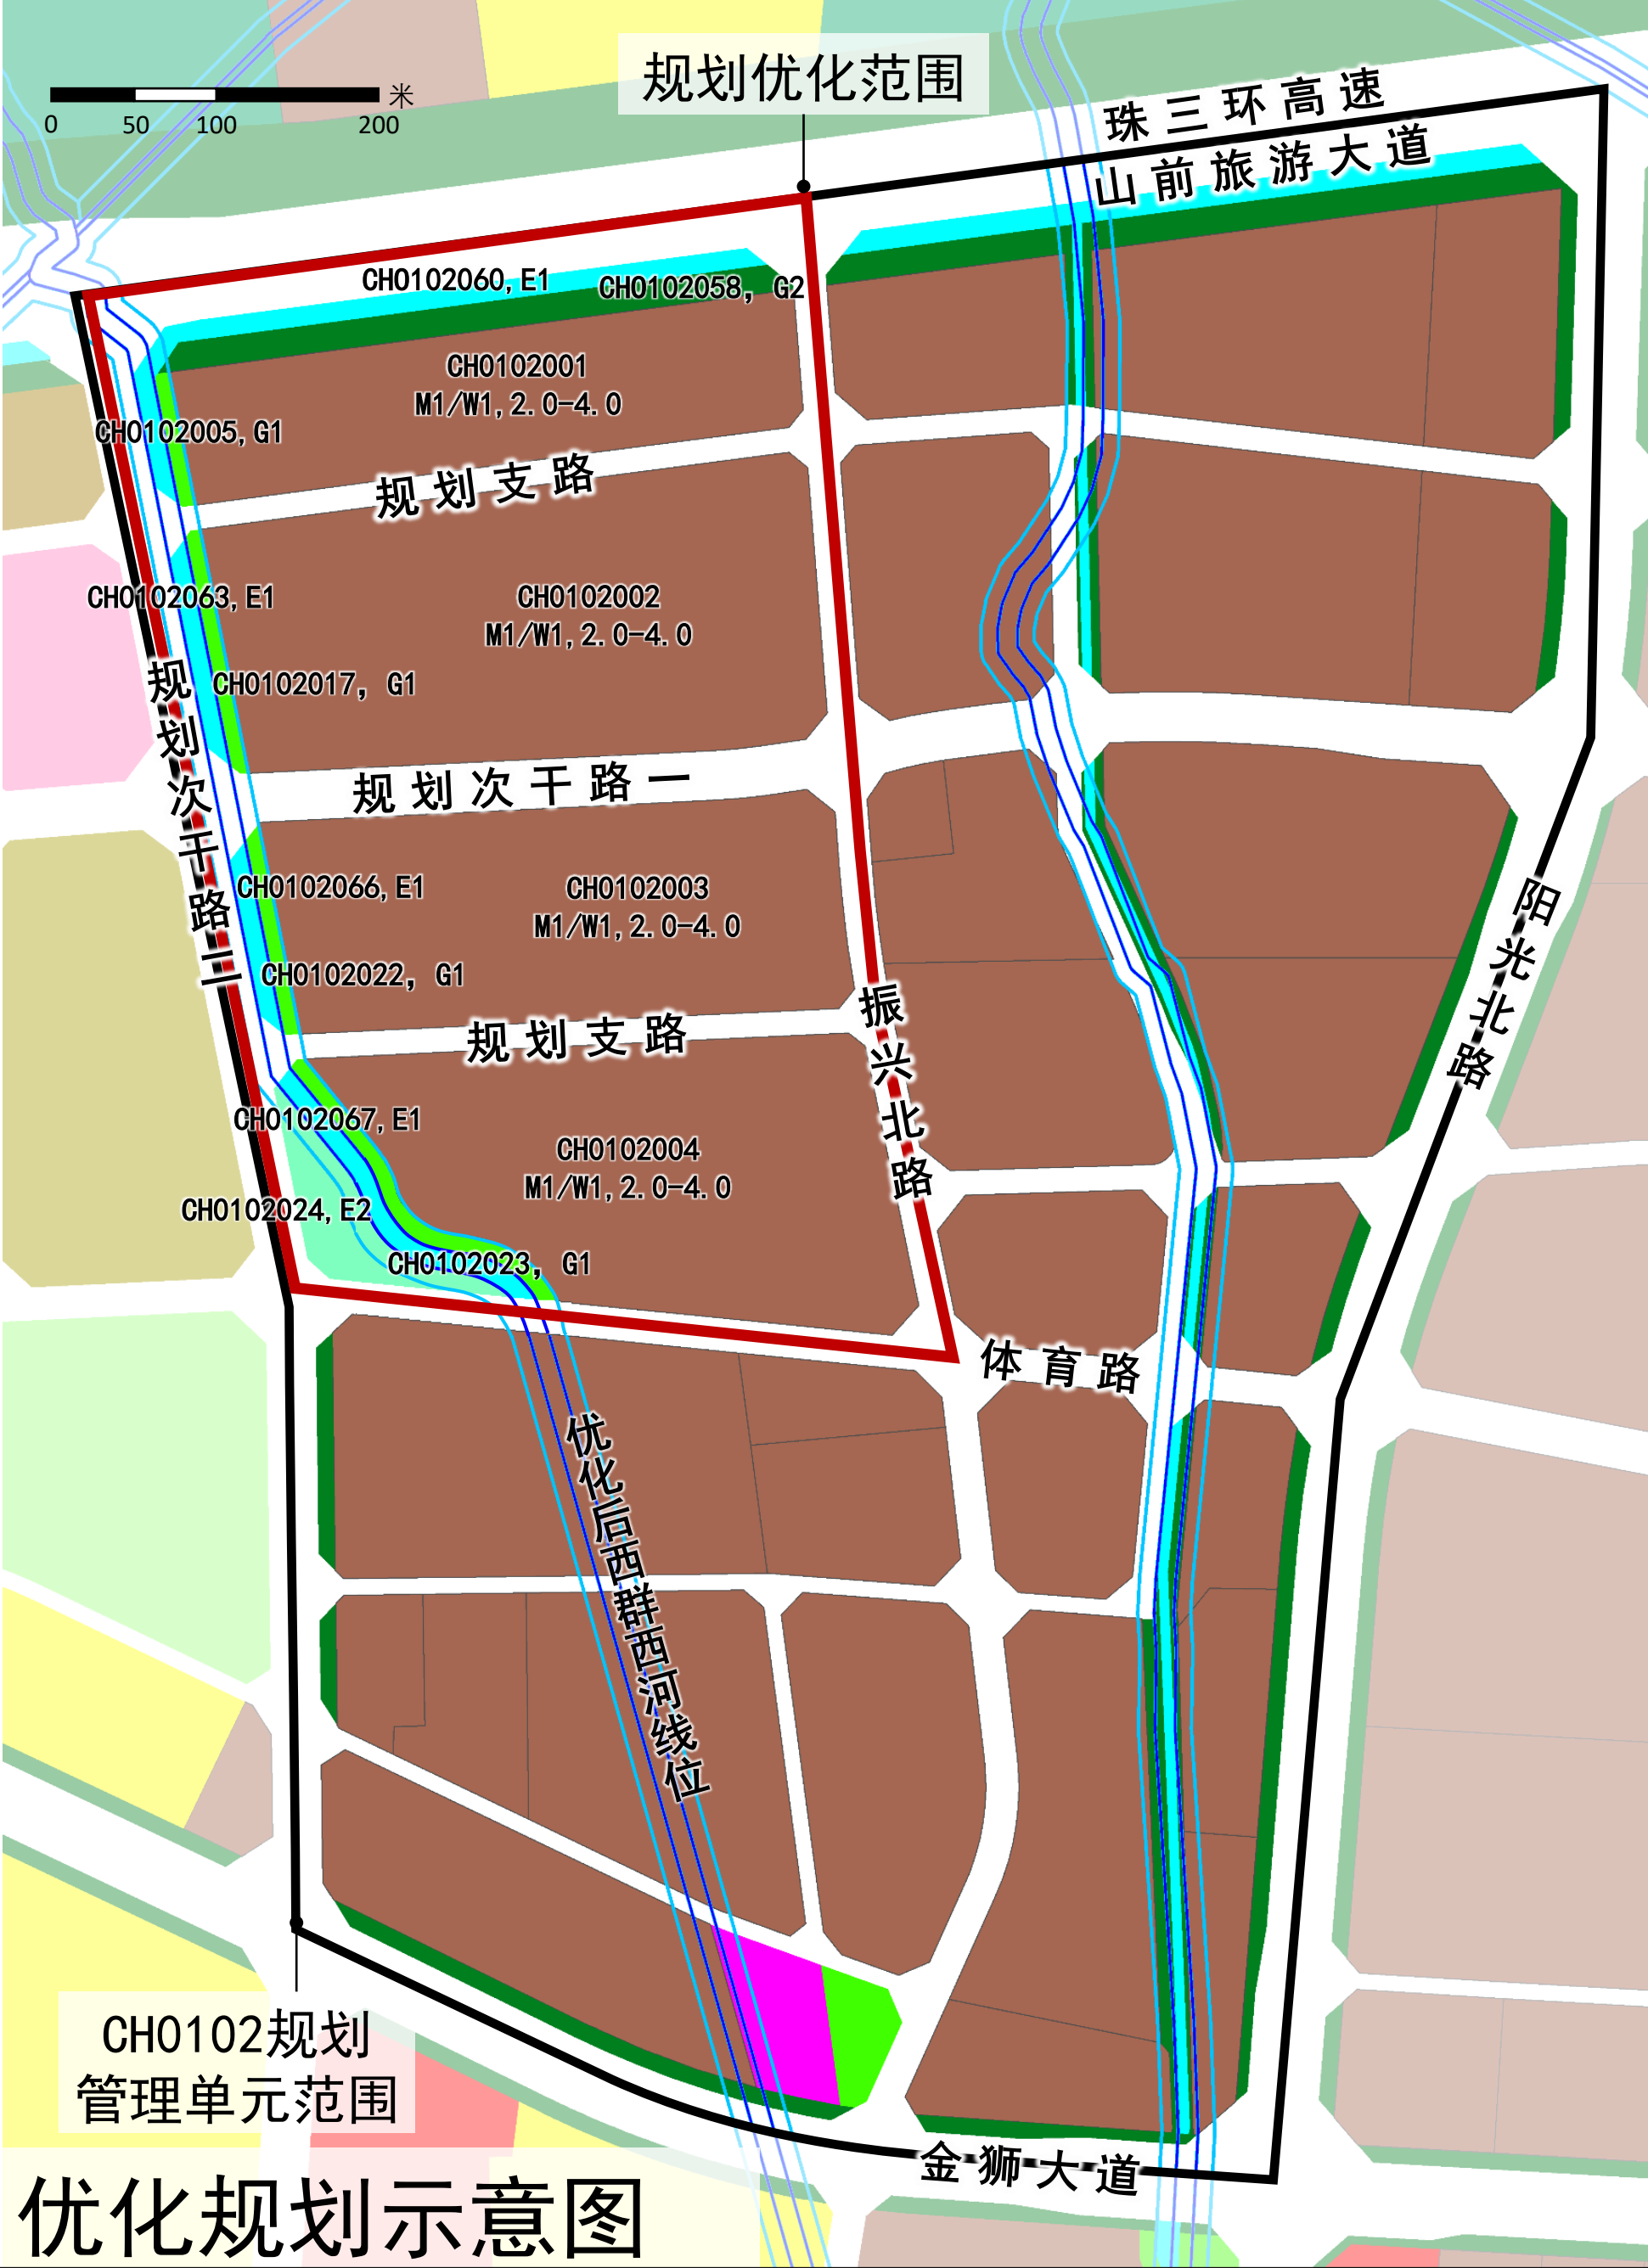 规划优化范围
米
0 50 100 200
珠三环高速
山前旅游大道
CH0102060,E1
CH0102058, G2
CH0102001
M1/W1,2.0-4.0
CH0102005,G1
规划支路
CH0102063,E1
CH0102002
M1/W1,2.0-4.0
CH0102017, G1
规划次干路二
规划次干路一
CH0102066,E1
CH0102003
M1/W1,2.0-4.0
阳光北路
CH0102022, G1
规划支路
振兴北路
CH0102067,E1
CH0102004
M1/W1,2.0-4.0
CH0102024,E2
CH0102023, G1
体育路
优化后西群西河线位
CH0102规划
管理单元范围
金狮大道
优化规划示意图